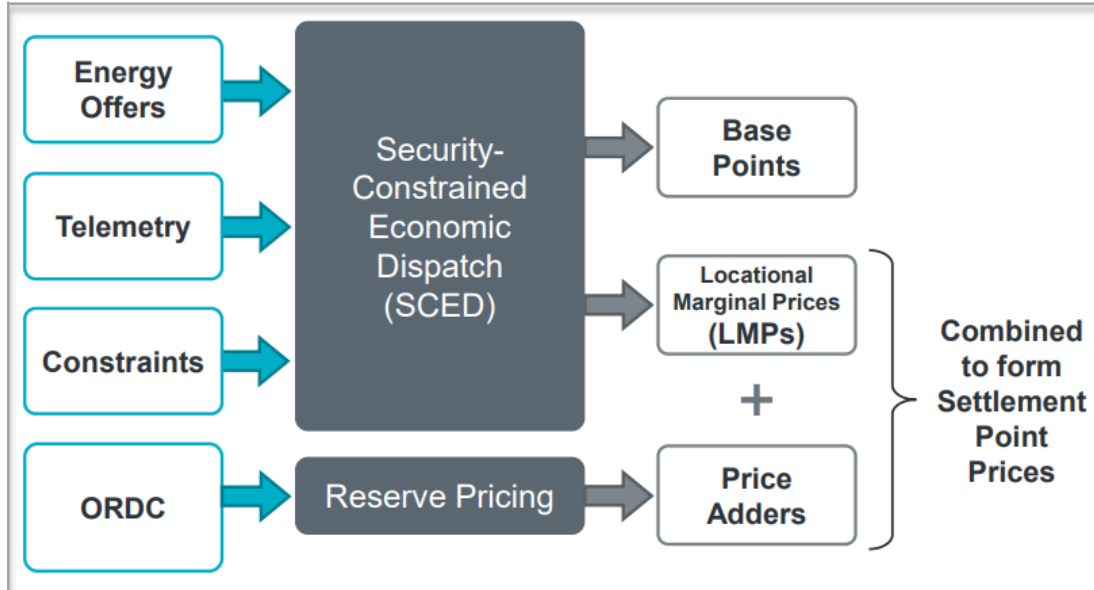 Energy
Offers
Telemetry
Constraints
ORDC
Security-
Constrained
Economic
Dispatch
(SCED)
Reserve Pricing
Base
Points
Locational
Marginal Prices
(LMPs)
+
Price
Adders
Combined
to form
Settlement
Point
Prices